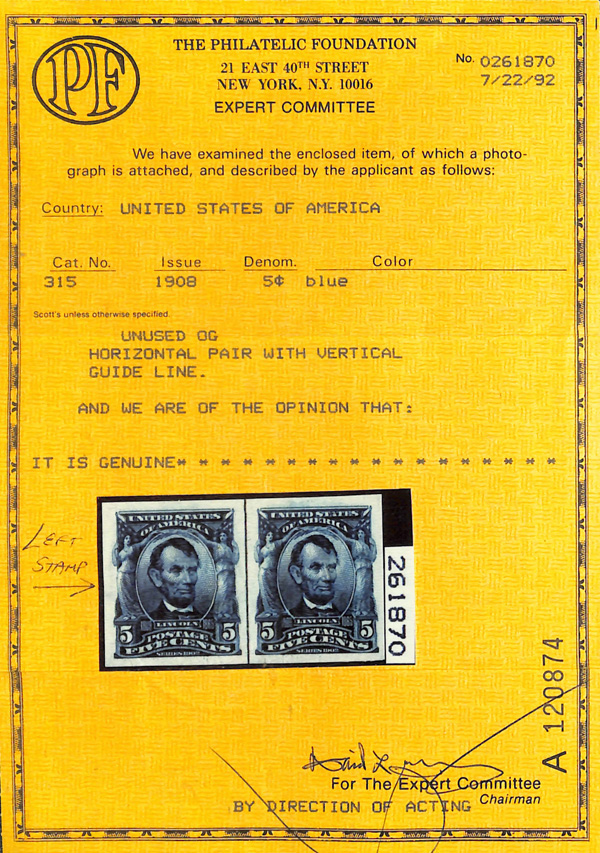 PF
THE PHILATELIC FOUNDATION
21 EAST 40TH STREET
NEW YORK, N.Y. 10016
EXPERT COMMITTEE
No. 0261870
7/22/92
We have examined the enclosed item, of which a photo-
graph is attached, and described by the applicant as follows:
Country: UNITED STATES OF AMERICA
Cat. No. Issue Denom. Color
315 1908 5¢ blue
Scott's unless otherwise specified
UNUSED OG
HORIZONTAL PAIR WITH VERTICAL
GUIDE LINE.
AND WE ARE OF THE OPINION THAT:
IT IS GENUINE* * * * * * * * * * * * * * * * * *
LEFT
STAMP
UNITED STATES
OF AMERICA
LINCOLN
5 POSTAGE 5
FIVE CENTS
SERIES 1902
UNITED STATES
OF AMERICA
LINCOLN
5 POSTAGE 5
FIVE CENTS
SERIES 1902
261870
A 120874
For The Expert Committee
Chairman
BY DIRECTION OF ACTING